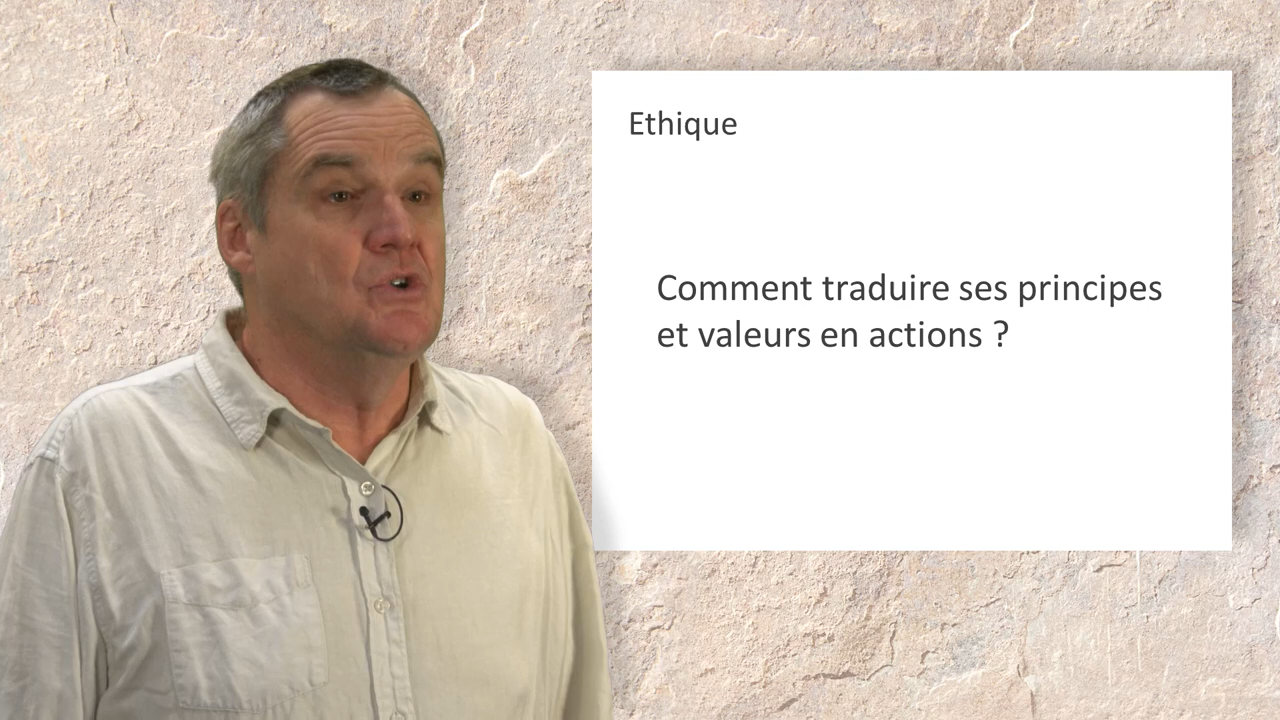 Ethique
Comment traduire ses principes
et valeurs en actions ?